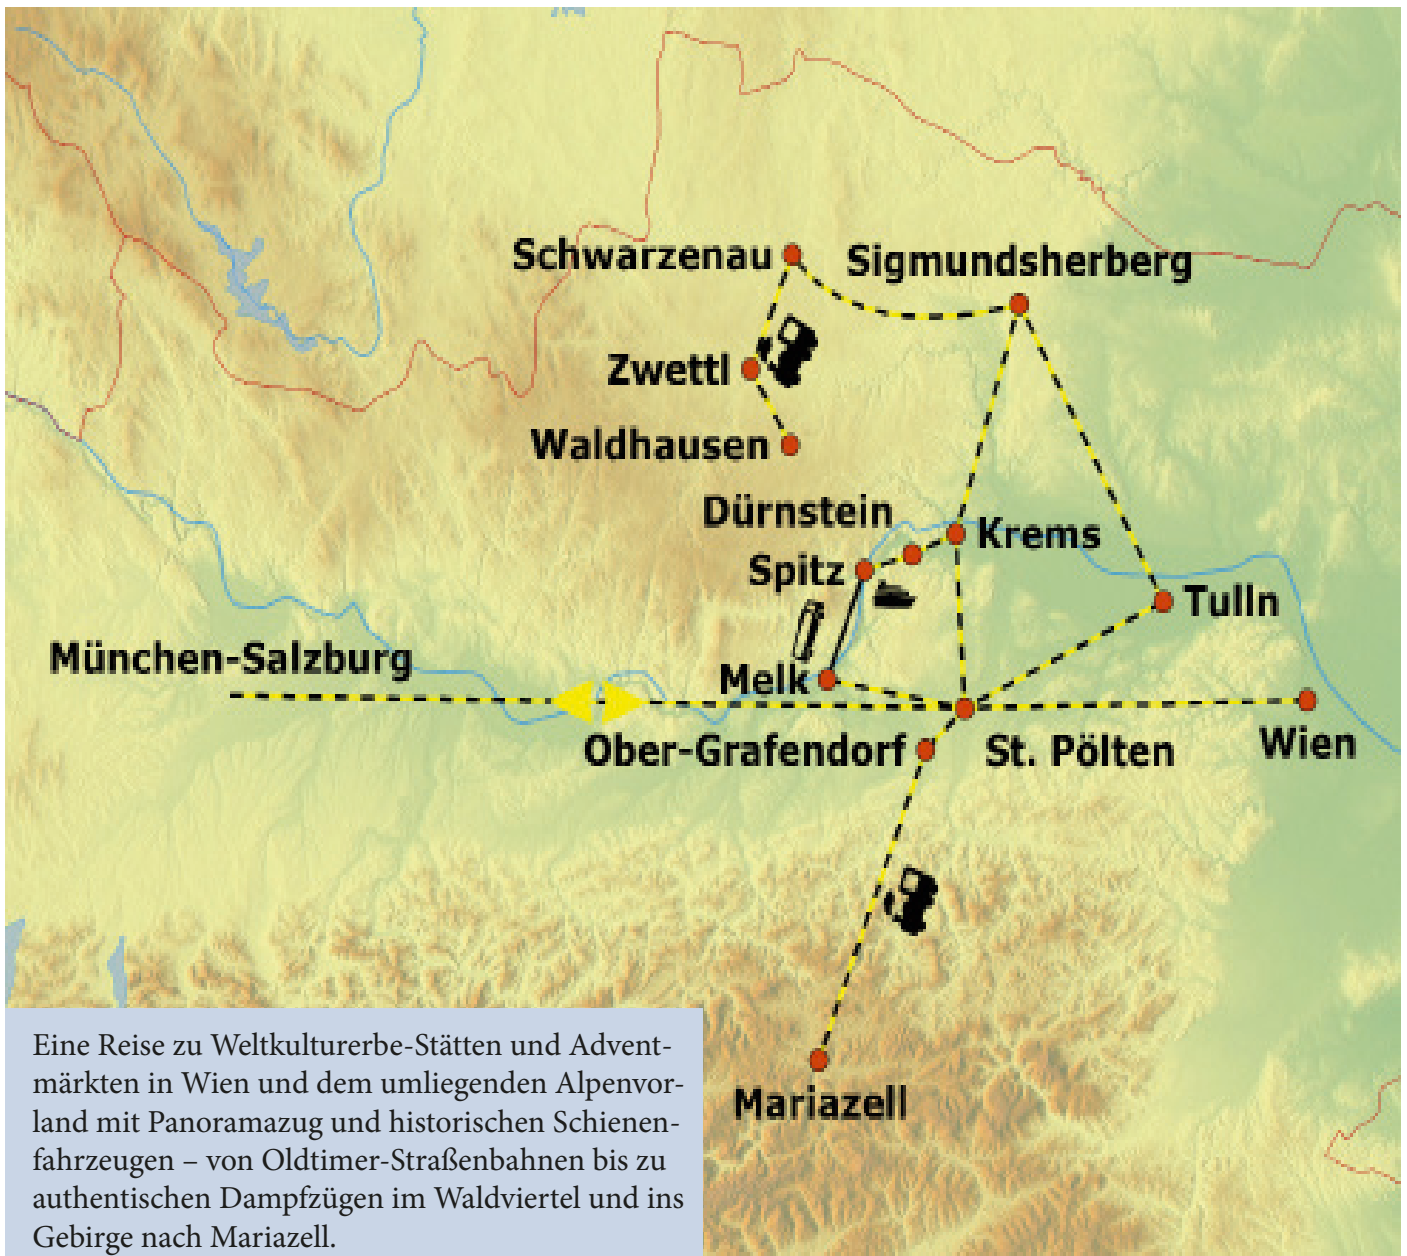 Schwarzenau
Sigmundsherberg
Zwettl
Waldhausen
Dürnstein
Krems
Spitz
Tulln
München-Salzburg
Melk
Ober-Grafendorf
St. Pölten
Wien
Mariazell
Eine Reise zu Weltkulturerbe-Stätten und Advent-
märkten in Wien und dem umliegenden Alpenvor-
land mit Panoramazug und historischen Schienen-
fahrzeugen – von Oldtimer-Straßenbahnen bis zu
authentischen Dampfzügen im Waldviertel und ins
Gebirge nach Mariazell.